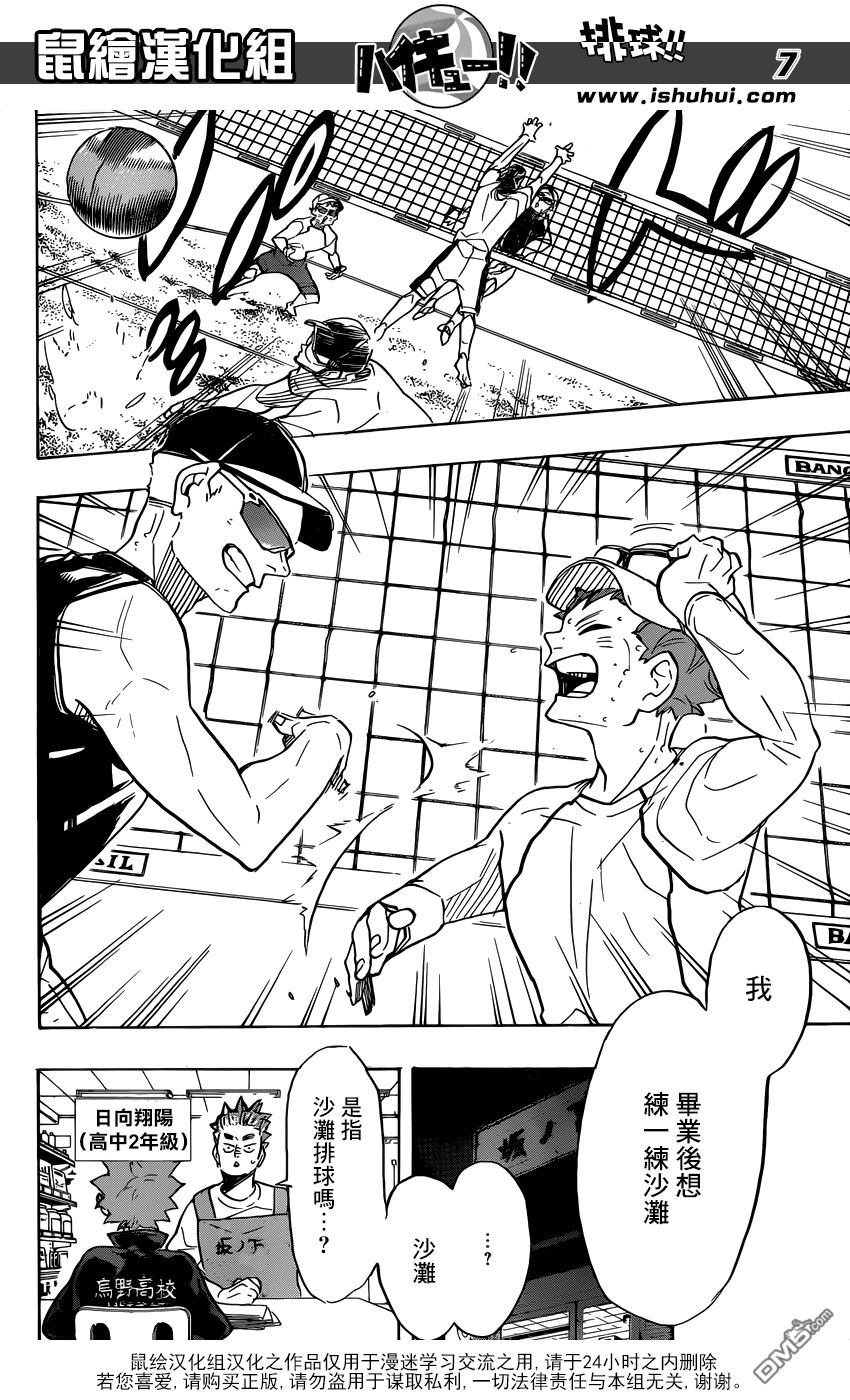 鼠繪漢化組
ハイキュー!!
排球!!
7
www.ishuhui.com
BANC
SIL
BA
我
畢業後想
練一練沙灘
坂ノ下
…?
沙灘
是指
沙灘排球嗎…?
日向翔陽
(高中2年級)
坂ノ下
烏野高校
鼠绘汉化组汉化之作品仅用于漫迷学习交流之用, 请于24小时之内删除
若您喜爱, 请购买正版, 请勿用于谋取私利, 一切法律责任与本组无关, 谢谢.
DM5.com